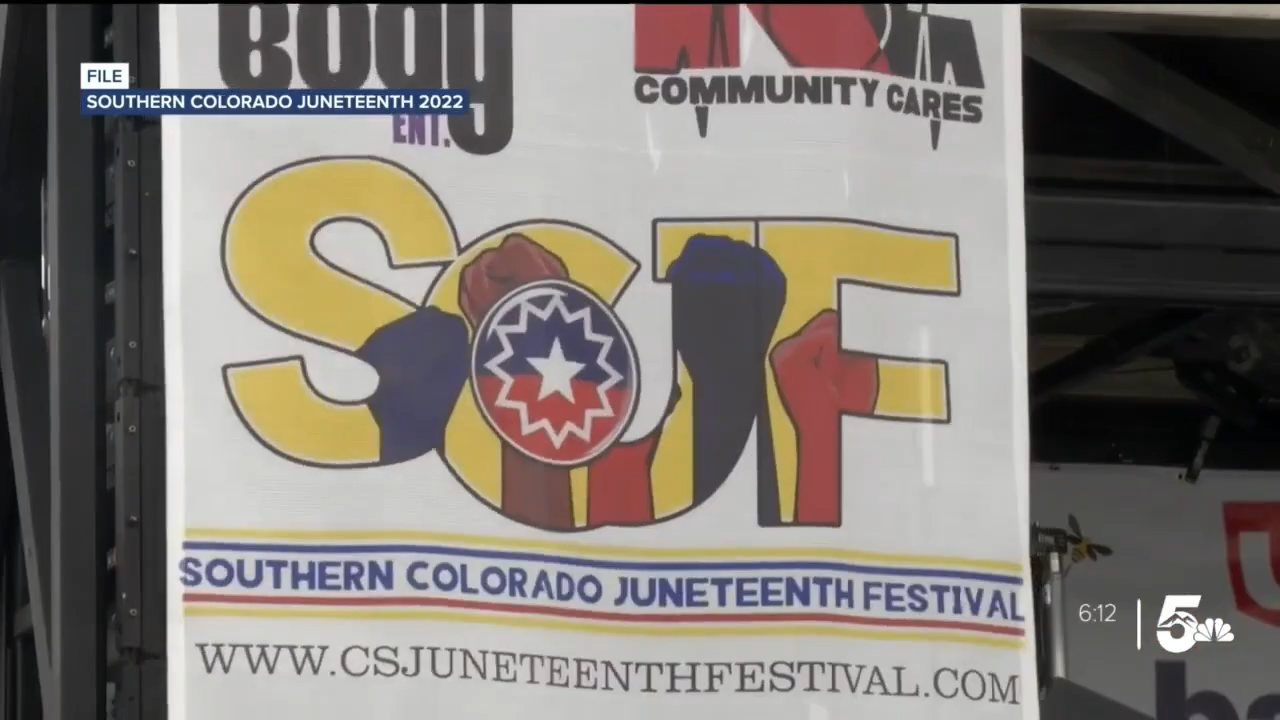 BODY
FILE
SOUTHERN COLORADO JUNETEENTH 2022
COMMUNITY CARES
ENT.
SCJF
SOUTHERN COLORADO JUNETEENTH FESTIVAL
WWW.CSJUNETEENTHFESTIVAL.COM
6:12
5